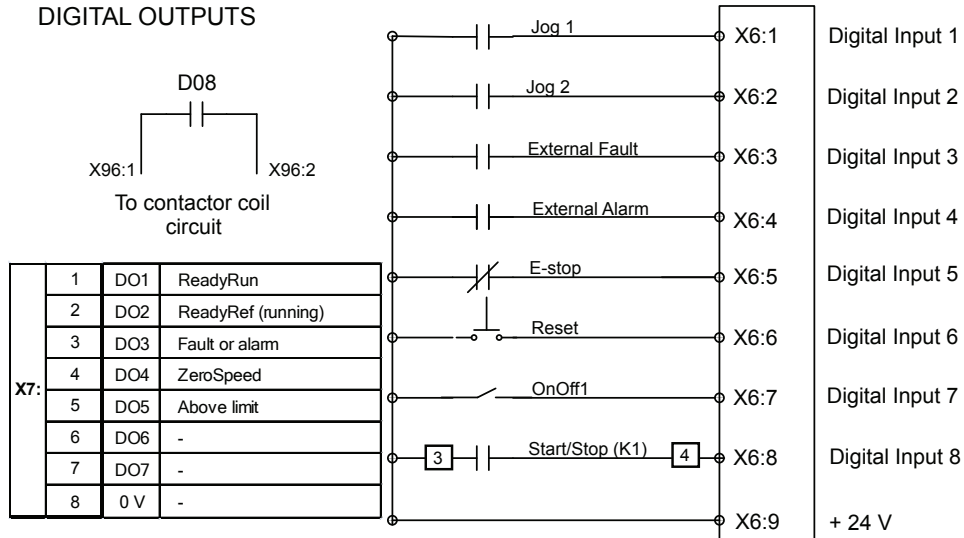 DIGITAL OUTPUTS
D08
X96:1 X96:2
To contactor coil
circuit
X7:
1 DO1 ReadyRun
2 DO2 ReadyRef (running)
3 DO3 Fault or alarm
4 DO4 ZeroSpeed
5 DO5 Above limit
6 DO6 -
7 DO7 -
8 0 V -
Jog 1 X6:1 Digital Input 1
Jog 2 X6:2 Digital Input 2
External Fault X6:3 Digital Input 3
External Alarm X6:4 Digital Input 4
E-stop X6:5 Digital Input 5
Reset X6:6 Digital Input 6
OnOff1 X6:7 Digital Input 7
3 Start/Stop (K1) 4 X6:8 Digital Input 8
X6:9 + 24 V